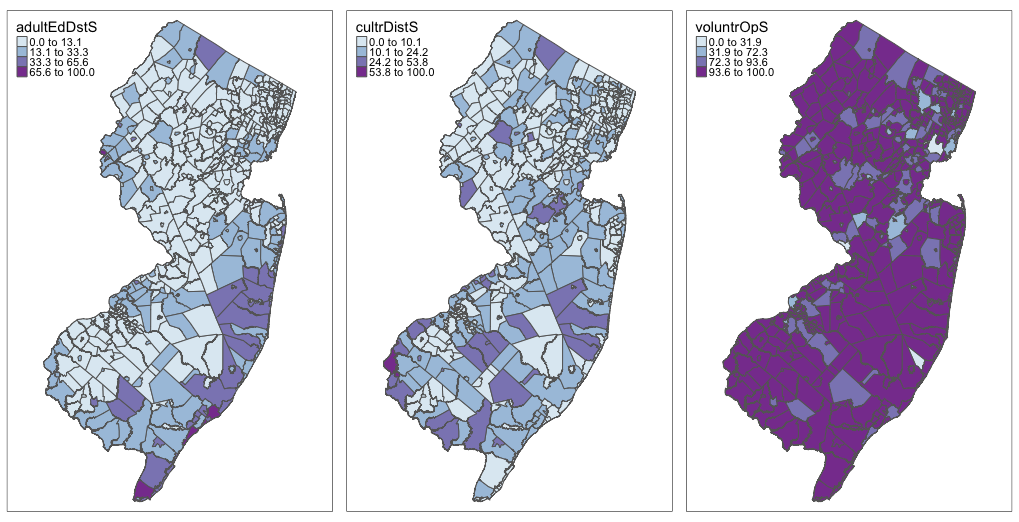 adultEdDstS
0.0 to 13.1
13.1 to 33.3
33.3 to 65.6
65.6 to 100.0
cultrDistS
0.0 to 10.1
10.1 to 24.2
24.2 to 53.8
53.8 to 100.0
voluntrOpS
0.0 to 31.9
31.9 to 72.3
72.3 to 93.6
93.6 to 100.0